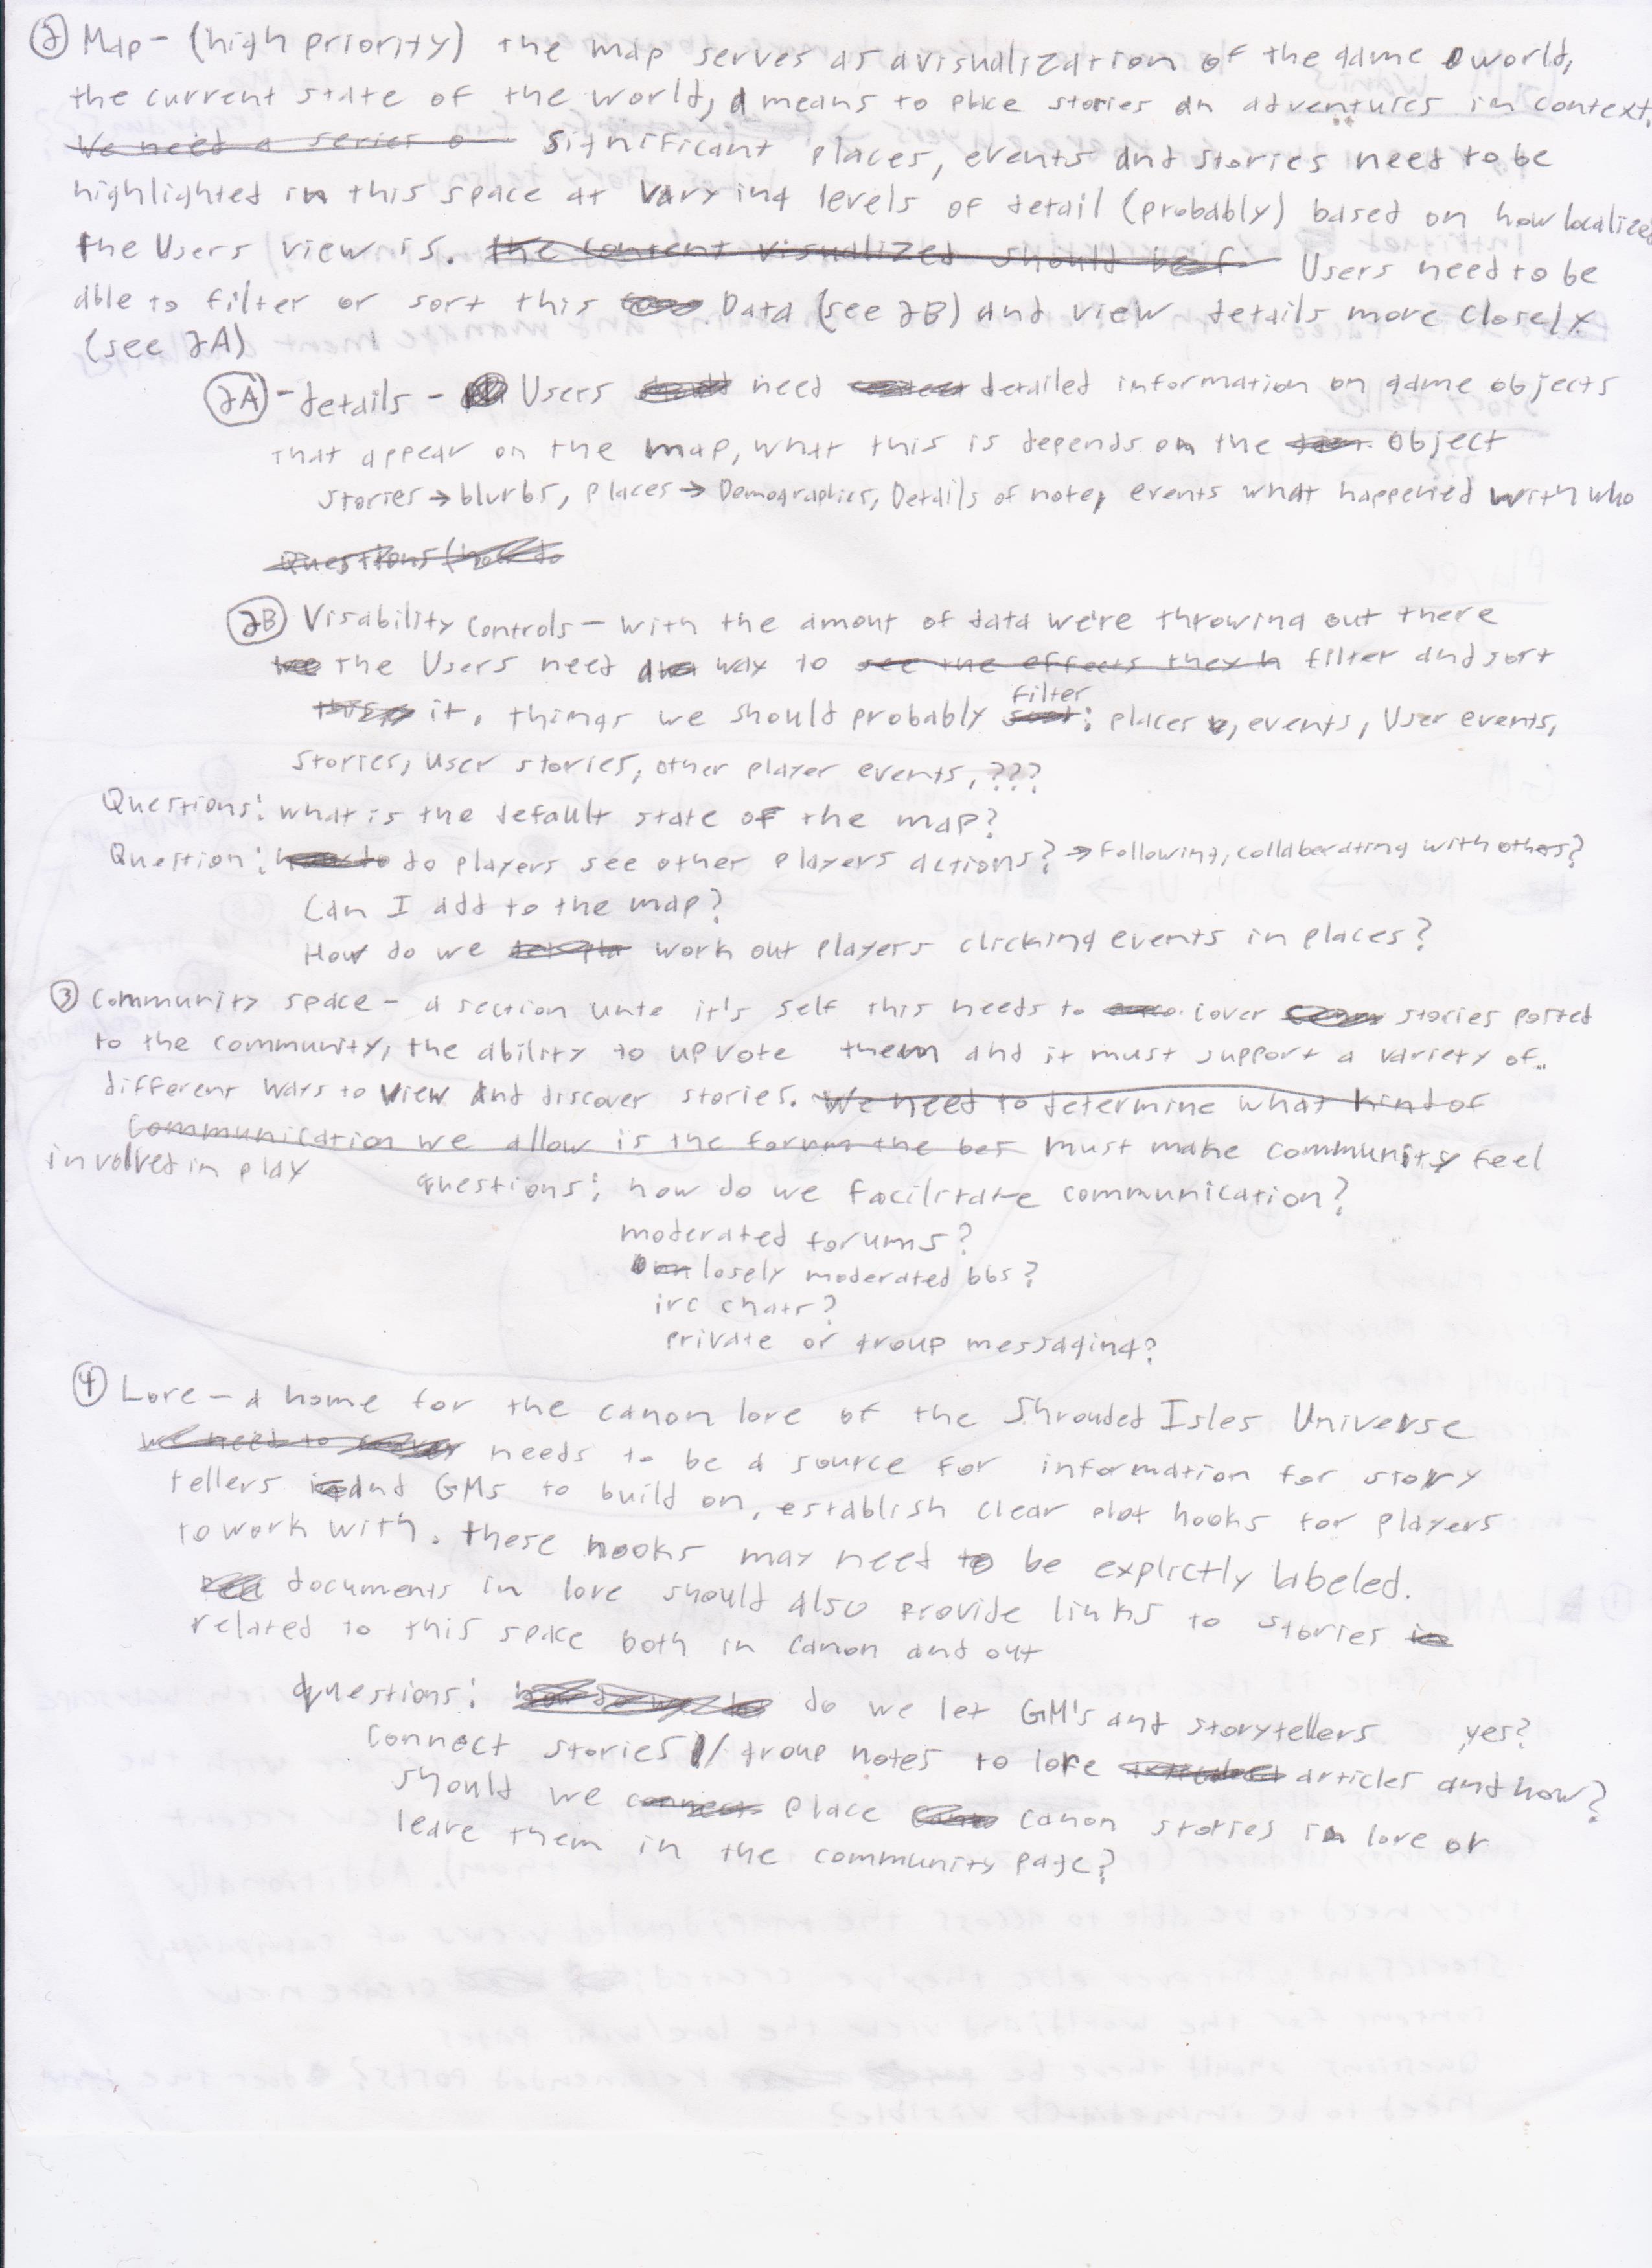 ② Map - (high priority) the map serves as a visualization of the game world,
the current state of the world, a means to place stories an adventures in context.
We need a series o significant places, events and stories need to be
highlighted in this space at varying levels of detail (probably) based on how localized
the Users view is. the content visualized should be f Users need to be
able to filter or sort this Data (see 2B) and view details more closely
(see 2A)
2A - details - Users need detailed information on game objects
that appear on the map, what this is depends on the object
stories → blurbs, places → Demographics, Details of note, events what happened with who
Questions (how do
2B Visability controls - with the amount of data we're throwing out there
the Users need a way to see the effects they h filter and sort
this it. things we should probably filter : places, events, User events,
stories, user stories, other player events, ???
Questions: what is the default state of the map?
Question: do players see other players actions? → Following, collaberating with others?
Can I add to the map?
How do we work out players clicking events in places?
③ Community space - a section unto it's self this needs to cover stories posted
to the community, the ability to upvote them and it must support a variety of
different ways to view and discover stories. We need to determine what kind of
communication we allow is the forum the bes must make community feel
involved in play
questions: how do we facilitate communication?
moderated forums?
losely moderated bbs?
irc chats?
private or group messaging?
④ Lore - a home for the canon lore of the Shrouded Isles Universe
we need to cover needs to be a source for information for story
tellers and GMs to build on, establish clear plot hooks for players
to work with. these hooks may need to be explictly labeled.
documents in lore should also provide links to stories in
related to this space both in canon and out
questions: do we let GM's and storytellers yes?
connect stories // group notes to lore articles and how?
should we connect place canon stories in lore or
leave them in the community page?